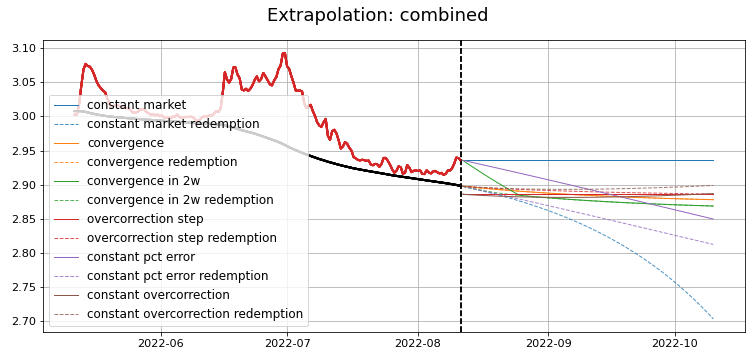 Extrapolation: combined
3.10
3.05
3.00
2.95
2.90
2.85
2.80
2.75
2.70
constant market
constant market redemption
convergence
convergence redemption
convergence in 2w
convergence in 2w redemption
overcorrection step
overcorrection step redemption
constant pct error
constant pct error redemption
constant overcorrection
constant overcorrection redemption
2022-06
2022-07
2022-08
2022-09
2022-10